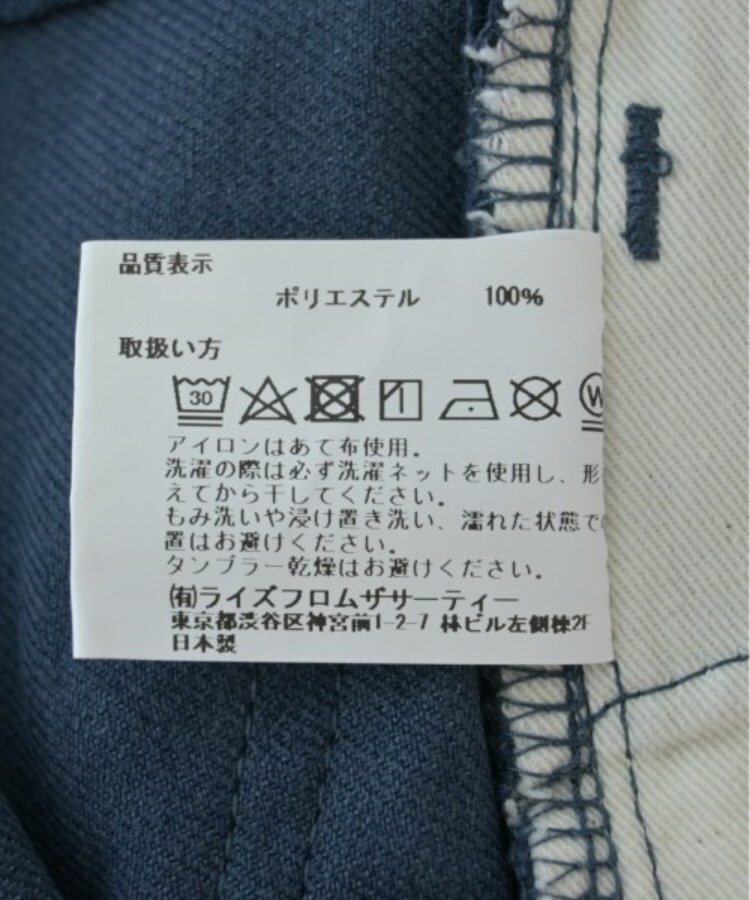 品質表示
ポリエステル 100%
取扱い方
30 W
アイロンはあて布使用。
洗濯の際は必ず洗濯ネットを使用し、形
えてから干してください。
もみ洗いや浸け置き洗い、濡れた状態で
置はお避けください。
タンブラー乾燥はお避けください。
(有)ライズフロムザサーティー
東京都渋谷区神宮前1-2-7 林ビル左側棟2F
日本製